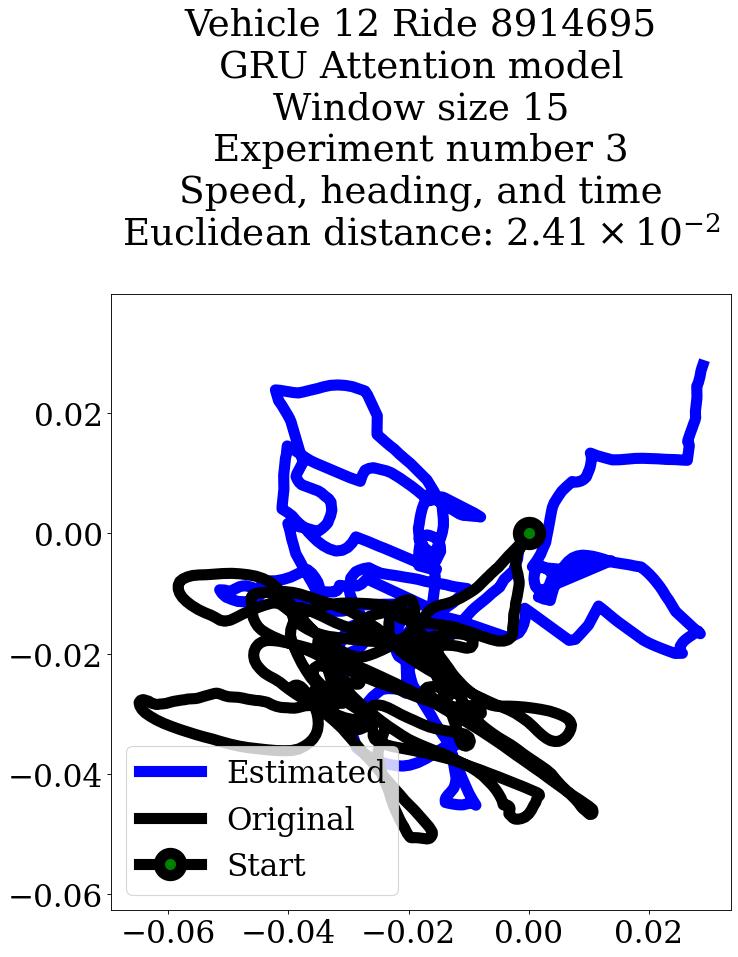 Vehicle 12 Ride 8914695
GRU Attention model
Window size 15
Experiment number 3
Speed, heading, and time
Euclidean distance: 2.41 × 10⁻²
0.02
0.00
−0.02
−0.04
−0.06
Estimated
Original
Start
−0.06 −0.04 −0.02 0.00 0.02